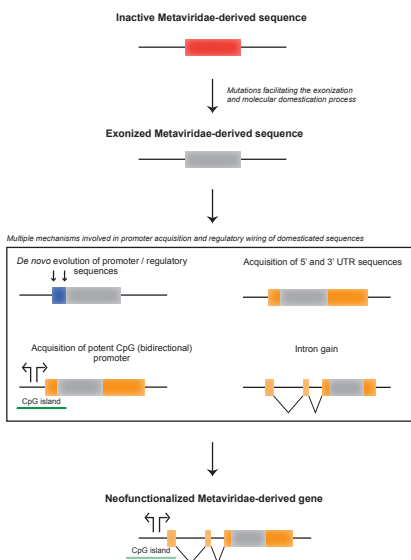 Inactive Metaviridae-derived sequence
Mutations facilitating the exonization
and molecular domestication process
Exonized Metaviridae-derived sequence
Multiple mechanisms involved in promoter acquisition and regulatory wiring of domesticated sequences
De novo evolution of promoter / regulatory
sequences
Acquisition of 5' and 3' UTR sequences
Acquisition of potent CpG (bidirectional)
promoter
Intron gain
CpG island
Neofunctionalized Metaviridae-derived gene
CpG island